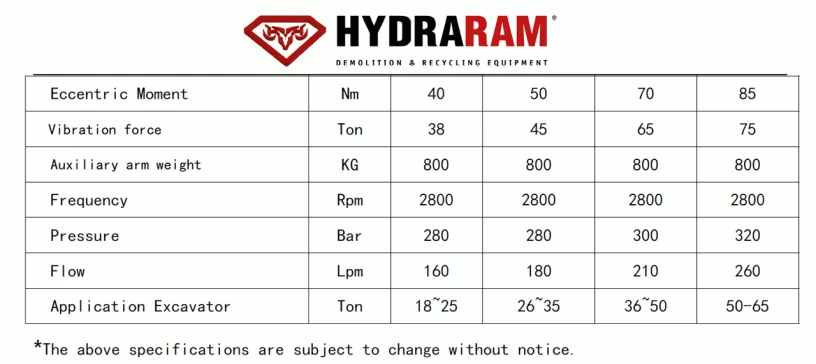 HYDRARAM®
DEMOLITION & RECYCLING EQUIPMENT
Eccentric Moment Nm 40 50 70 85
Vibration force Ton 38 45 65 75
Auxiliary arm weight KG 800 800 800 800
Frequency Rpm 2800 2800 2800 2800
Pressure Bar 280 280 300 320
Flow Lpm 160 180 210 260
Application Excavator Ton 18~25 26~35 36~50 50-65
*The above specifications are subject to change without notice.